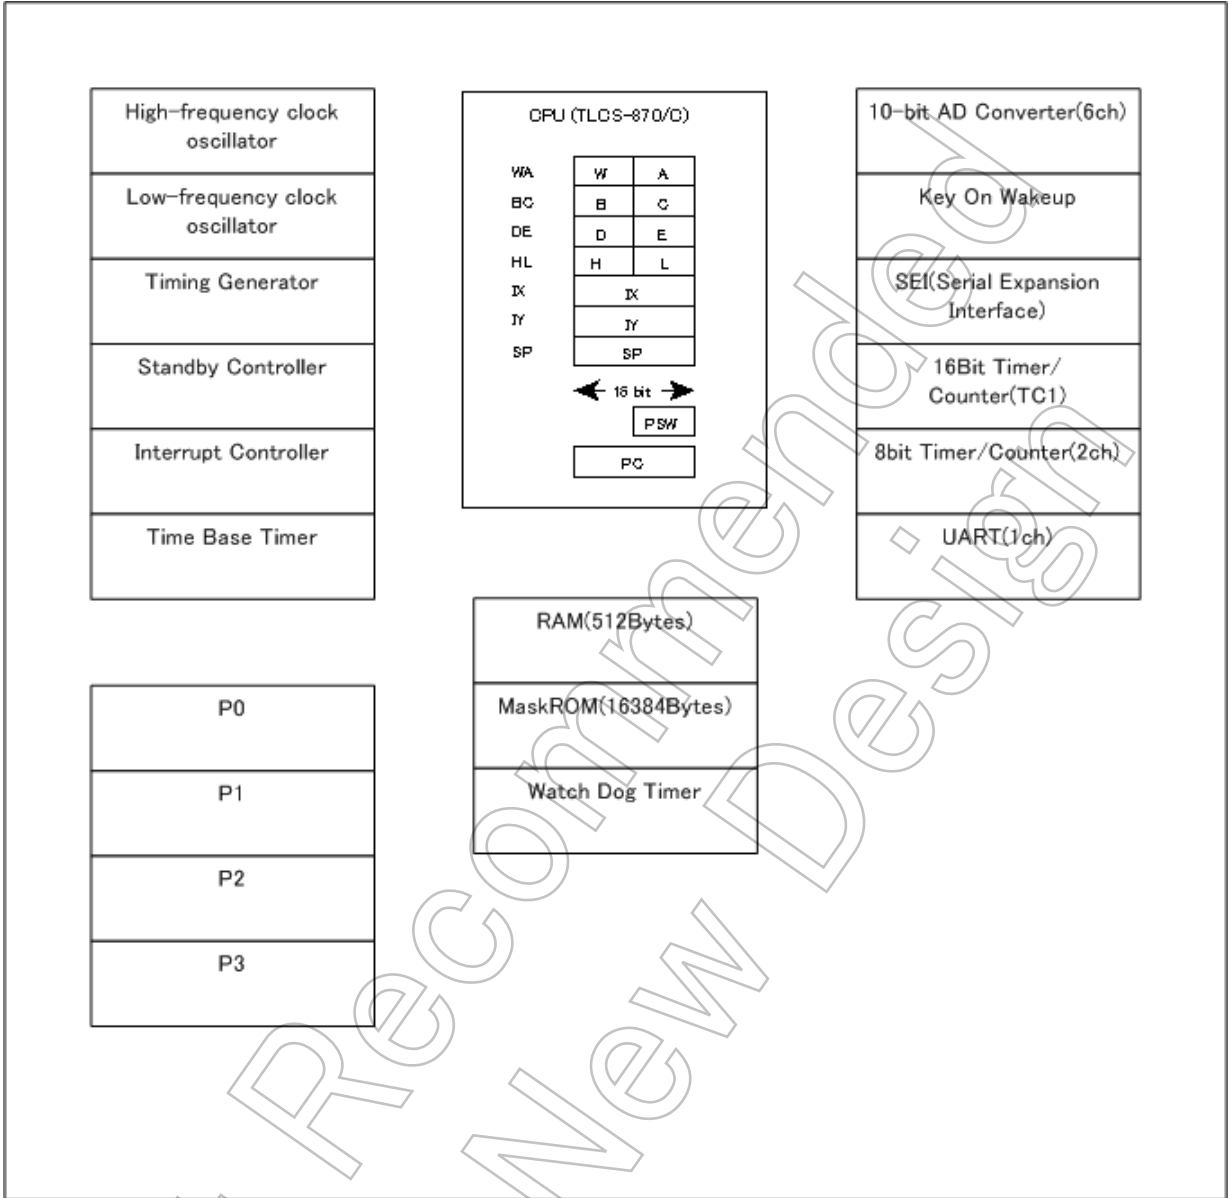 High-frequency clock
oscillator
Low-frequency clock
oscillator
Timing Generator
Standby Controller
Interrupt Controller
Time Base Timer
CPU (TLCS-870/C)
WA W A
BC B C
DE D E
HL H L
IX IX
IY IY
SP SP
16 bit
PSW
PC
10-bit AD Converter(6ch)
Key On Wakeup
SEI(Serial Expansion
Interface)
16Bit Timer/
Counter(TC1)
8bit Timer/Counter(2ch)
UART(1ch)
RAM(512Bytes)
MaskROM(16384Bytes)
Watch Dog Timer
P0
P1
P2
P3
Recommended
New Design